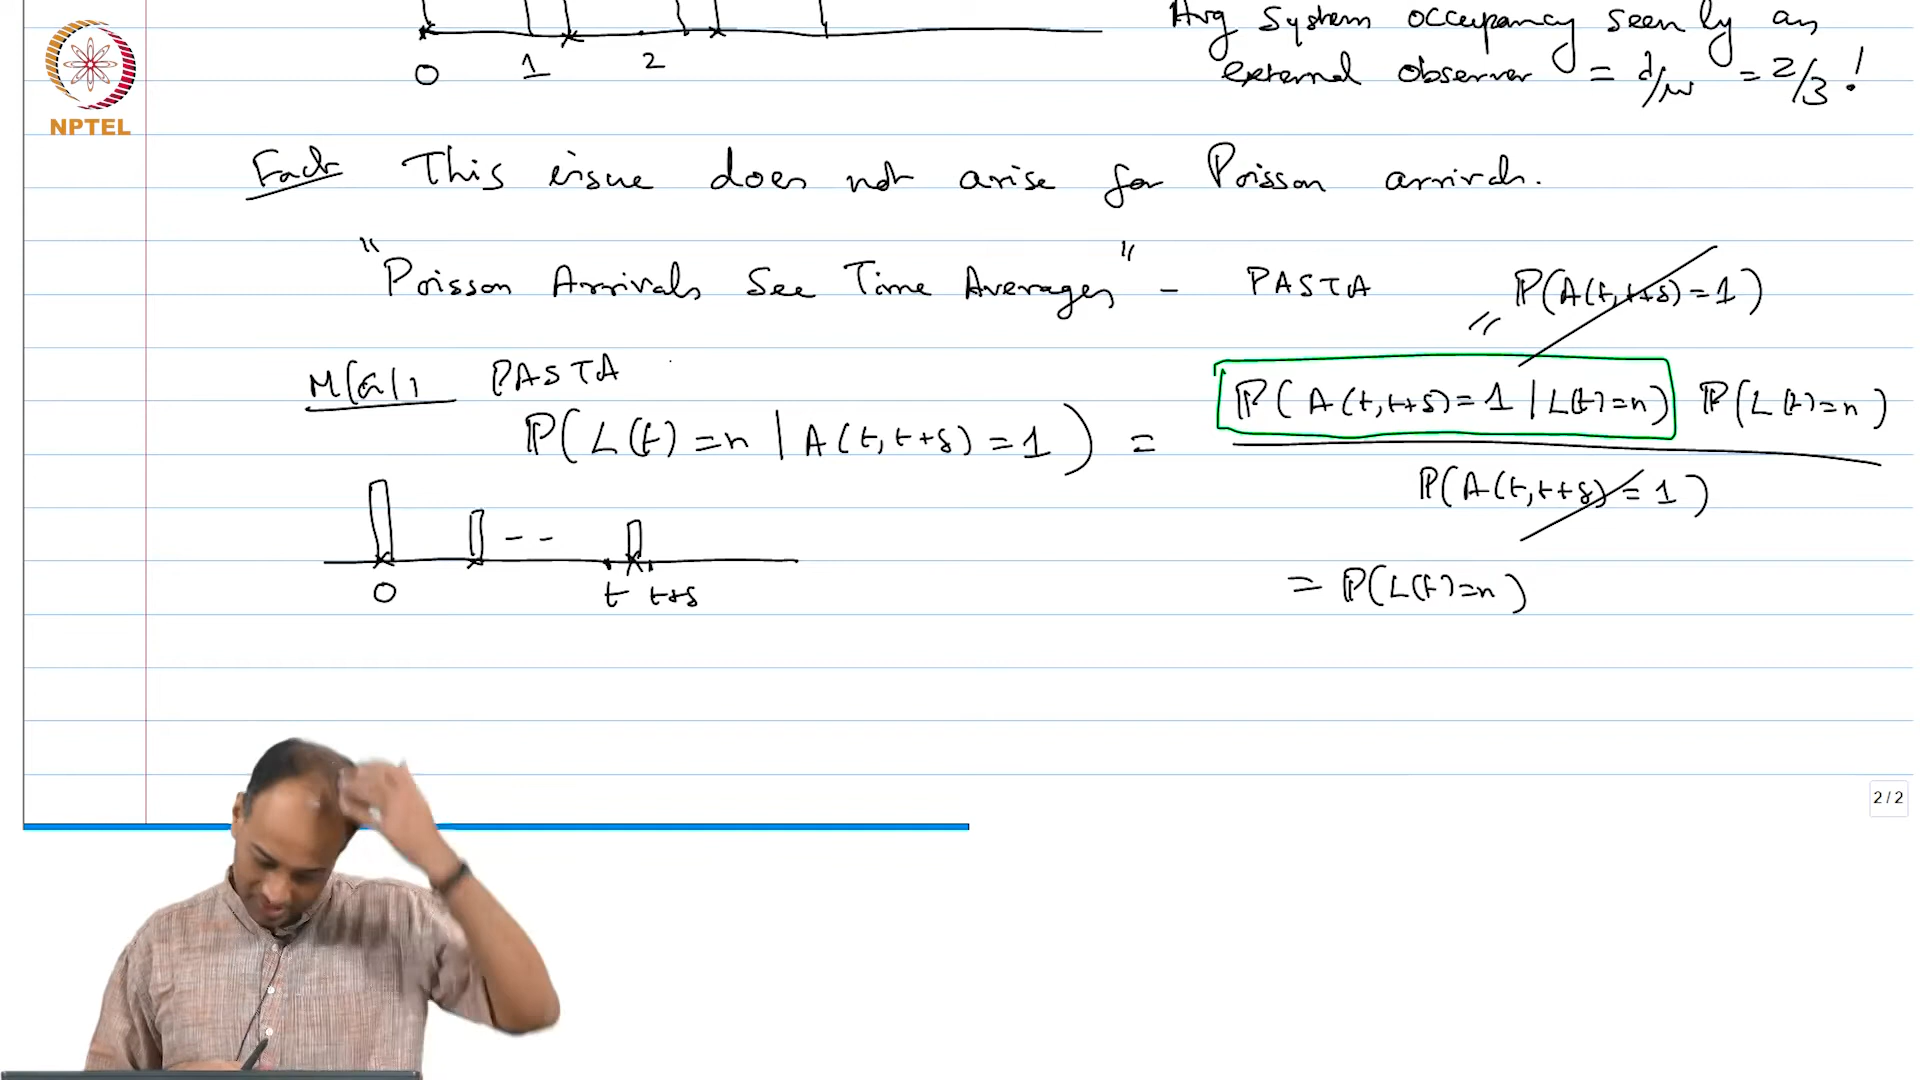 0 1 2
Avg System occupancy seen by an
external observer = λ/μ = 2/3 !
NPTEL
Fact This issue does not arise for Poisson arrivals.
"Poisson Arrivals See Time Averages" - PASTA
= ℙ(A(t,t+δ)=1)
M/G/1 PASTA
ℙ(L(t)=n | A(t,t+δ)=1) =
ℙ(A(t,t+δ)=1 | L(t)=n) ℙ(L(t)=n)
ℙ(A(t,t+δ)=1)
= ℙ(L(t)=n)
0 -- t t+δ
2/2